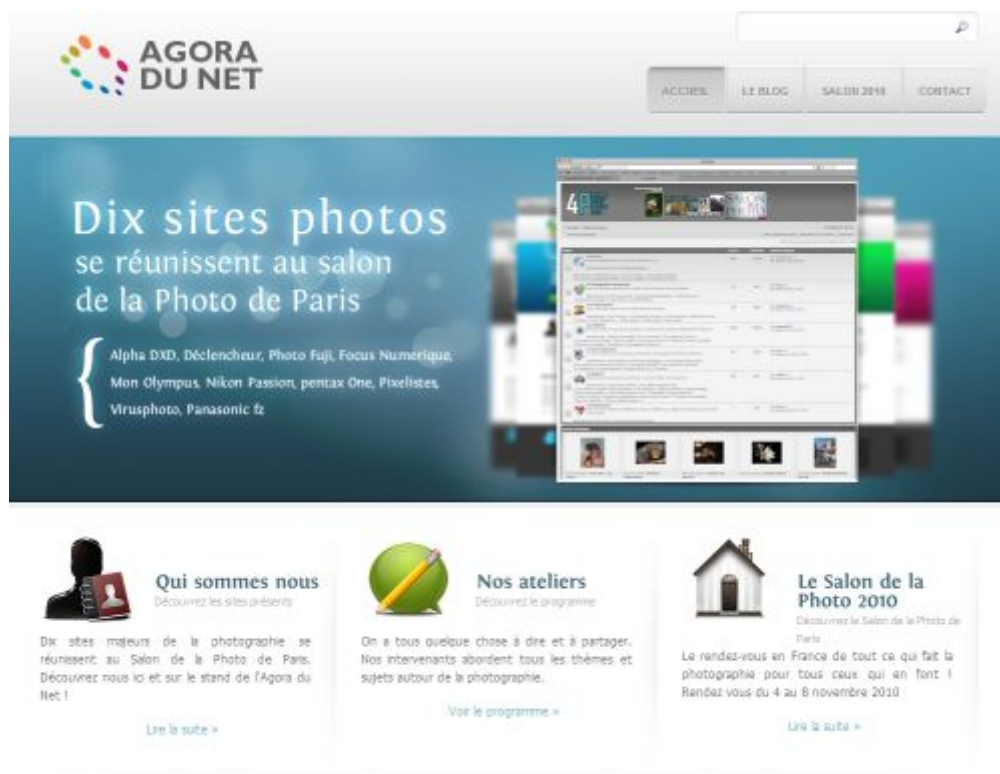 AGORA
DU NET
ACCUEIL
LE BLOG
SALON 2010
CONTACT
Dix sites photos
se réunissent au salon
de la Photo de Paris
Alpha DXD, Déclencheur, Photo Fuji, Focus Numerique,
Mon Olympus, Nikon Passion, pentax One, Pixelistes,
Virusphoto, Panasonic fz
Qui sommes nous
Découvrez les sites présents
Dix sites majeurs de la photographie se
réunissent au Salon de la Photo de Paris.
Découvrez nous ici et sur le stand de l'Agora du
Net !
Lire la suite »
Nos ateliers
Découvrez le programme
On a tous quelque chose à dire et à partager.
Nos intervenants abordent tous les thèmes et
sujets autour de la photographie.
Voir le programme »
Le Salon de la
Photo 2010
Découvrez le Salon de la Photo de
Paris
Le rendez-vous en France de tout ce qui fait la
photographie pour tous ceux qui en font !
Rendez vous du 4 au 8 novembre 2010
Lire la suite »